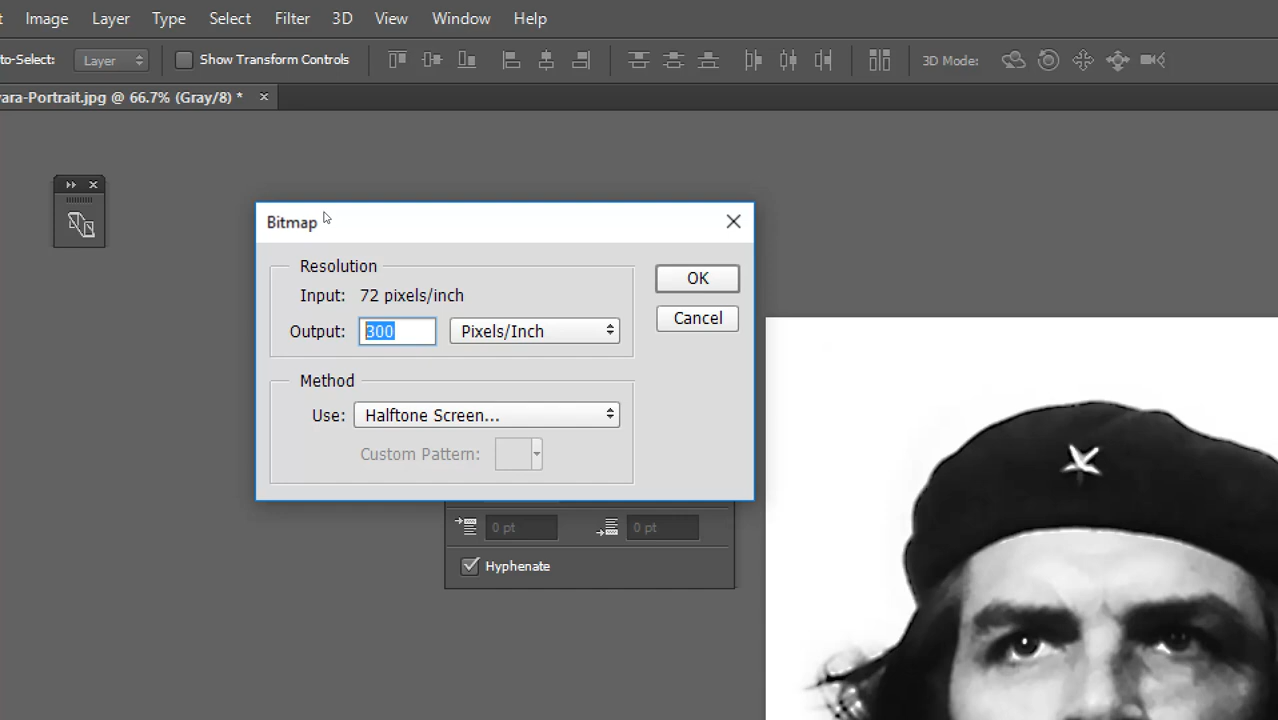 Image Layer Type Select Filter 3D View Window Help
to-Select: Layer Show Transform Controls 3D Mode:
vara-Portrait.jpg @ 66.7% (Gray/8) *
Bitmap
Resolution
Input: 72 pixels/inch
Output: 300 Pixels/Inch
OK
Cancel
Method
Use: Halftone Screen...
Custom Pattern:
0 pt 0 pt
Hyphenate